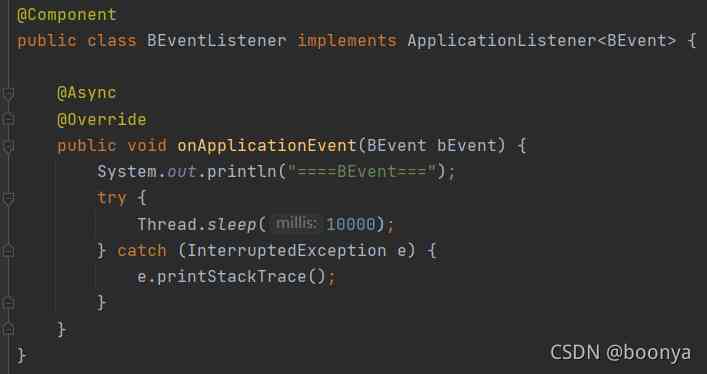 @Component
public class BEventListener implements ApplicationListener<BEvent> {
@Async
@Override
public void onApplicationEvent(BEvent bEvent) {
System.out.println("====BEvent===");
try {
Thread.sleep( millis: 10000);
} catch (InterruptedException e) {
e.printStackTrace();
}
}
}
CSDN @boonya